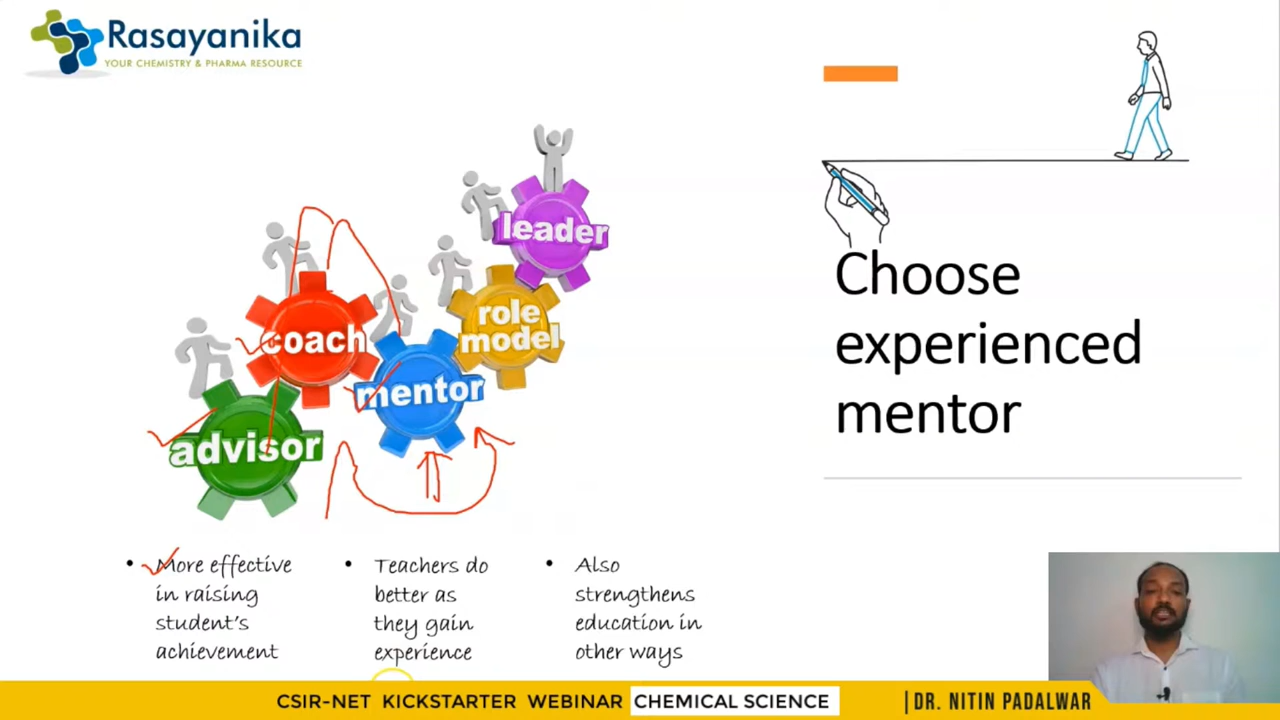 Rasayanika
YOUR CHEMISTRY & PHARMA RESOURCE
leader
role
model
coach
mentor
advisor
Choose
experienced
mentor
• More effective
in raising
student's
achievement
• Teachers do
better as
they gain
experience
• Also
strengthens
education in
other ways
CSIR-NET KICKSTARTER WEBINAR CHEMICAL SCIENCE
|DR. NITIN PADALWAR